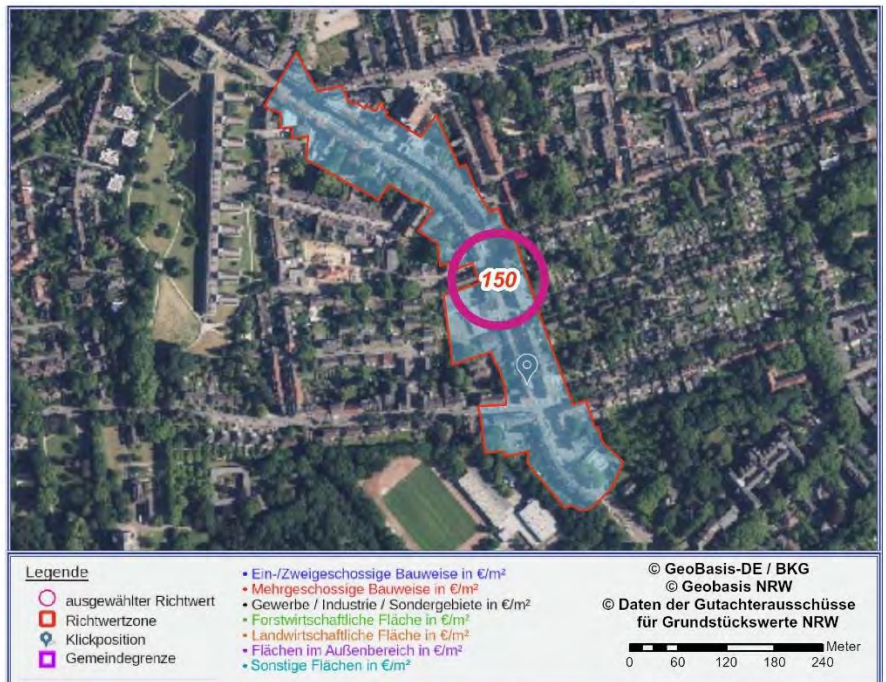 150
Legende
ausgewählter Richtwert
Richtwertzone
Klickposition
Gemeindegrenze
• Ein-/Zweigeschossige Bauweise in €/m²
• Mehrgeschossige Bauweise in €/m²
• Gewerbe / Industrie / Sondergebiete in €/m²
• Forstwirtschaftliche Fläche in €/m²
• Landwirtschaftliche Fläche in €/m²
• Flächen im Außenbereich in €/m²
• Sonstige Flächen in €/m²
© GeoBasis-DE / BKG
© Geobasis NRW
© Daten der Gutachterausschüsse
für Grundstückswerte NRW
Meter
0 60 120 180 240